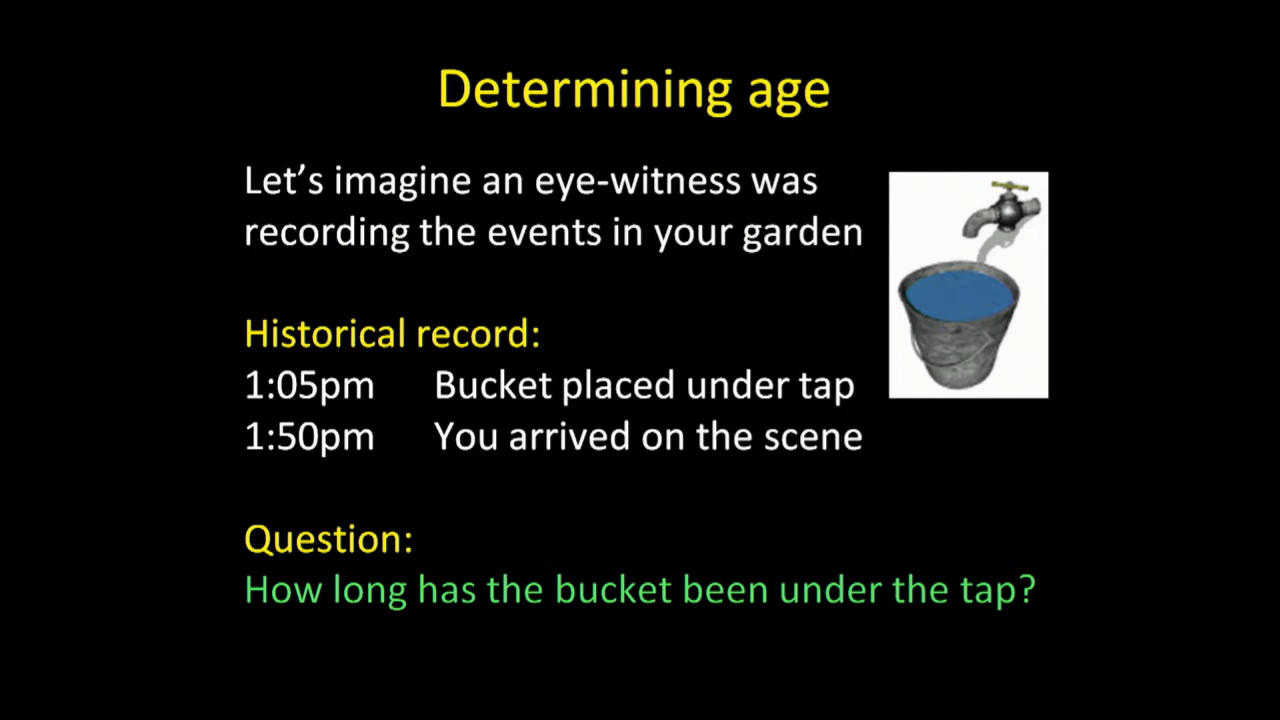 Determining age
Let’s imagine an eye-witness was
recording the events in your garden
Historical record:
1:05pm Bucket placed under tap
1:50pm You arrived on the scene
Question:
How long has the bucket been under the tap?